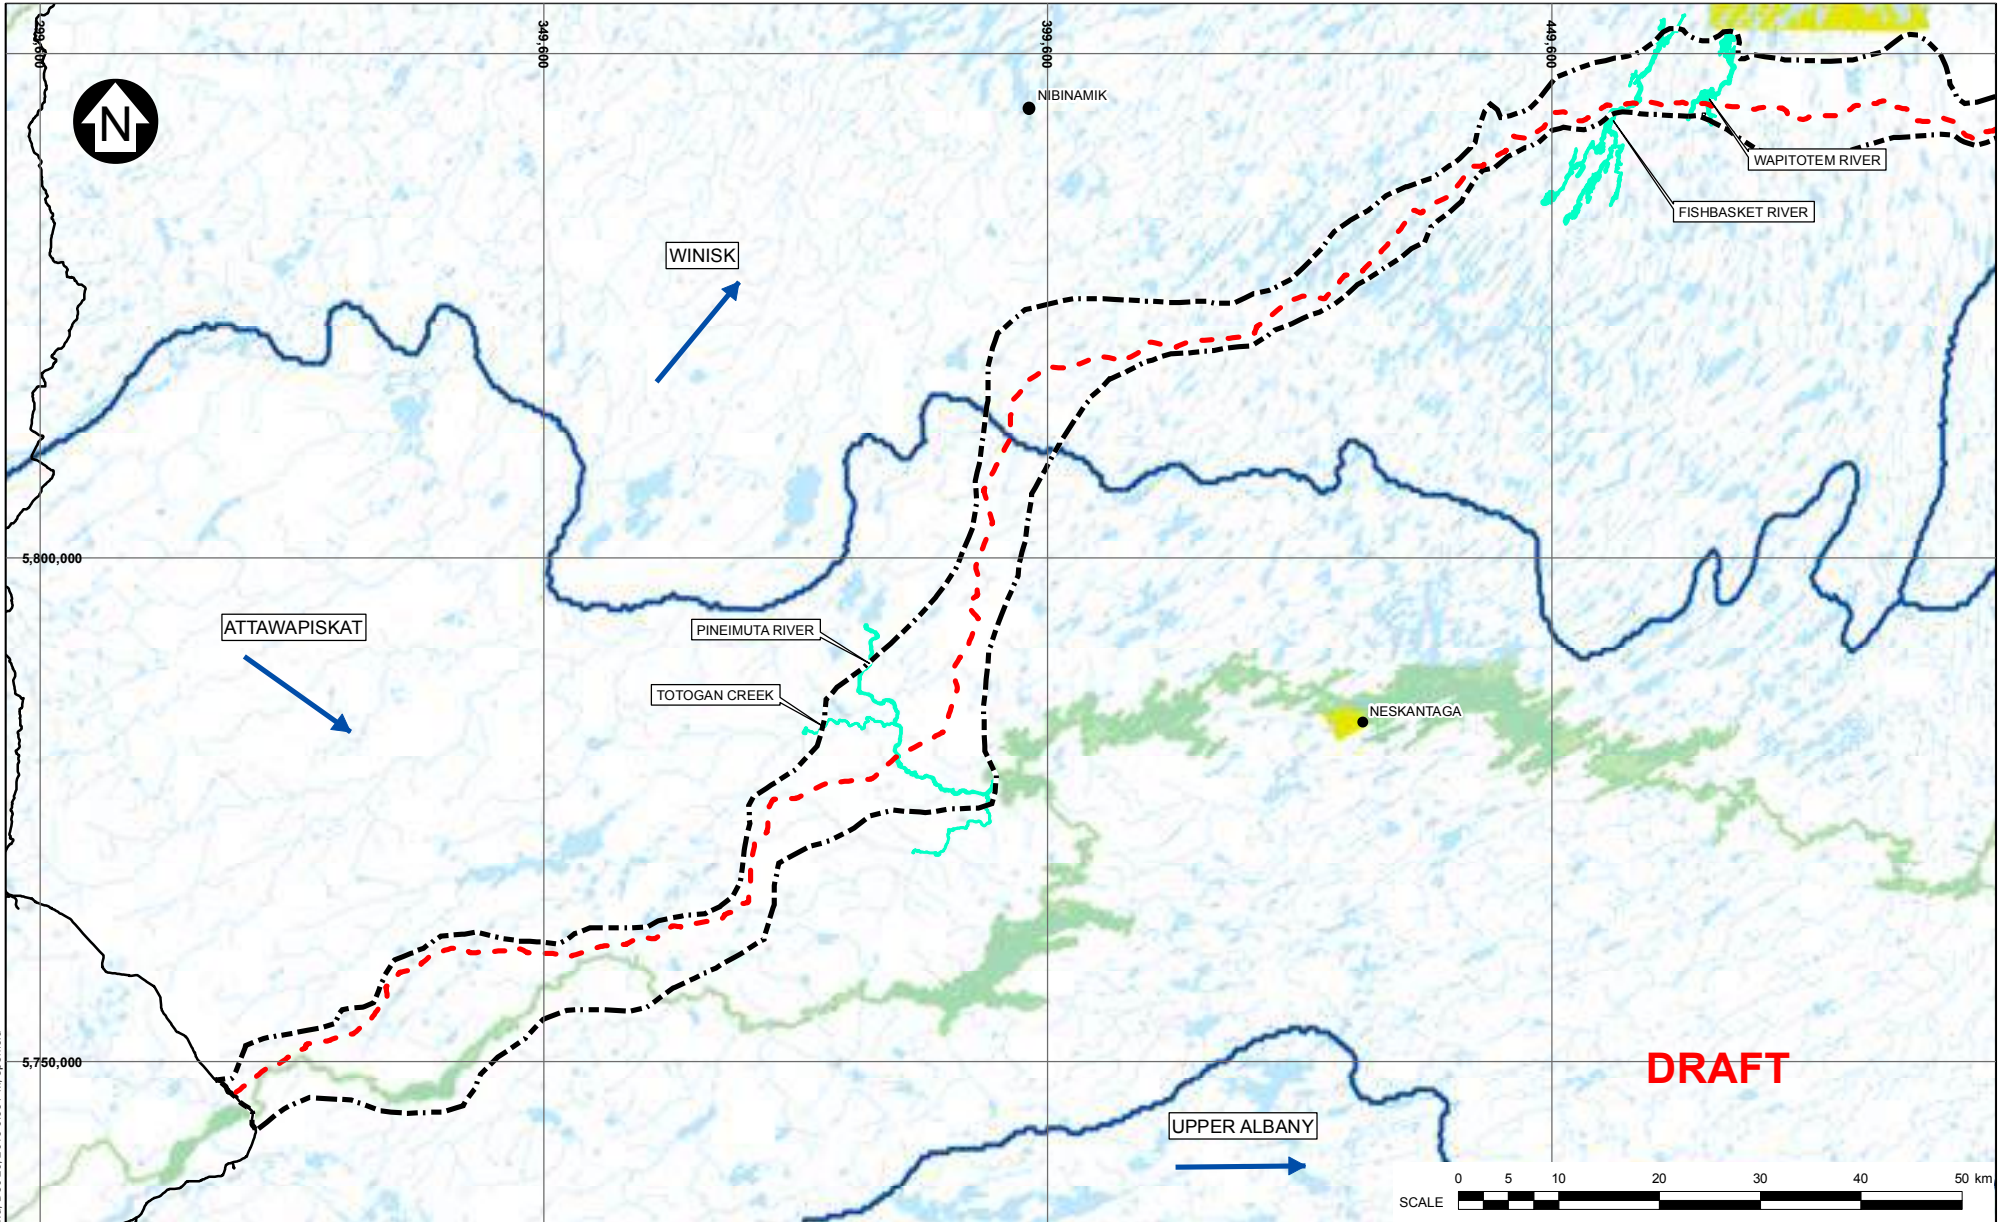 299,600
349,600
399,600
449,600
N
NIBINAMIK
WAPITOTEM RIVER
FISHBASKET RIVER
WINISK
5,800,000
ATTAWAPISKAT
PINEIMUTA RIVER
TOTOGAN CREEK
NESKANTAGA
5,750,000
DRAFT
UPPER ALBANY
0 5 10 20 30 40 50 km
SCALE